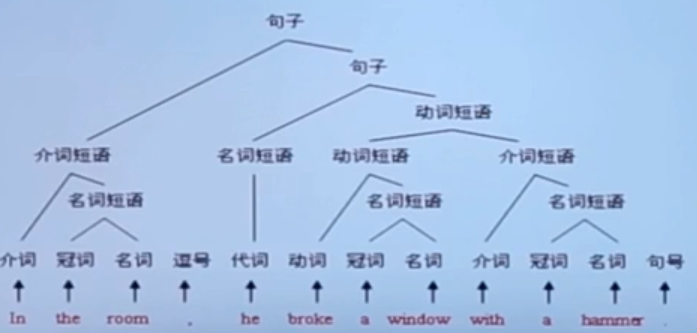 句子
句子
动词短语
介词短语 名词短语 动词短语 介词短语
名词短语 名词短语 名词短语
介词 冠词 名词 逗号 代词 动词 冠词 名词 介词 冠词 名词 句号
In the room , he broke a window with a hammer .